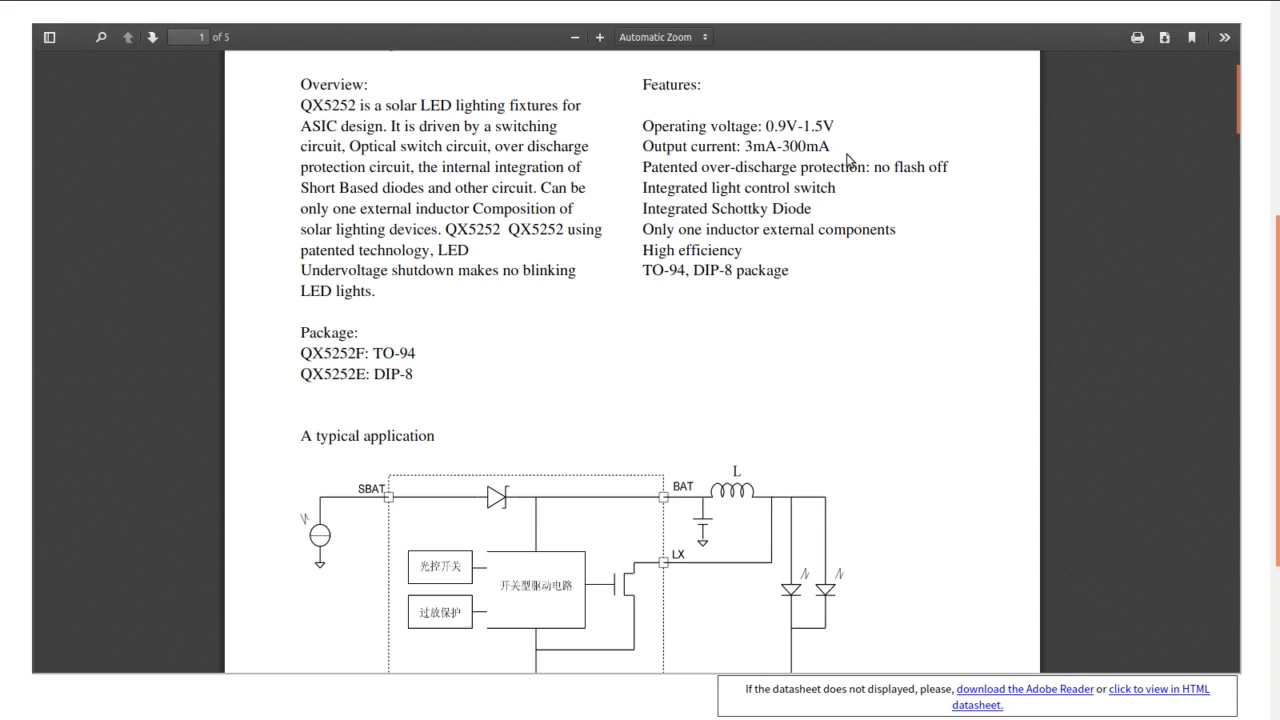 1 of 5
Automatic Zoom
Overview:
QX5252 is a solar LED lighting fixtures for
ASIC design. It is driven by a switching
circuit, Optical switch circuit, over discharge
protection circuit, the internal integration of
Short Based diodes and other circuit. Can be
only one external inductor Composition of
solar lighting devices. QX5252 QX5252 using
patented technology, LED
Undervoltage shutdown makes no blinking
LED lights.
Package:
QX5252F: TO-94
QX5252E: DIP-8
Features:
Operating voltage: 0.9V-1.5V
Output current: 3mA-300mA
Patented over-discharge protection: no flash off
Integrated light control switch
Integrated Schottky Diode
Only one inductor external components
High efficiency
TO-94, DIP-8 package
A typical application
SBAT
BAT
L
LX
光控开关
开关型驱动电路
过放保护
If the datasheet does not displayed, please, download the Adobe Reader or click to view in HTML
datasheet.